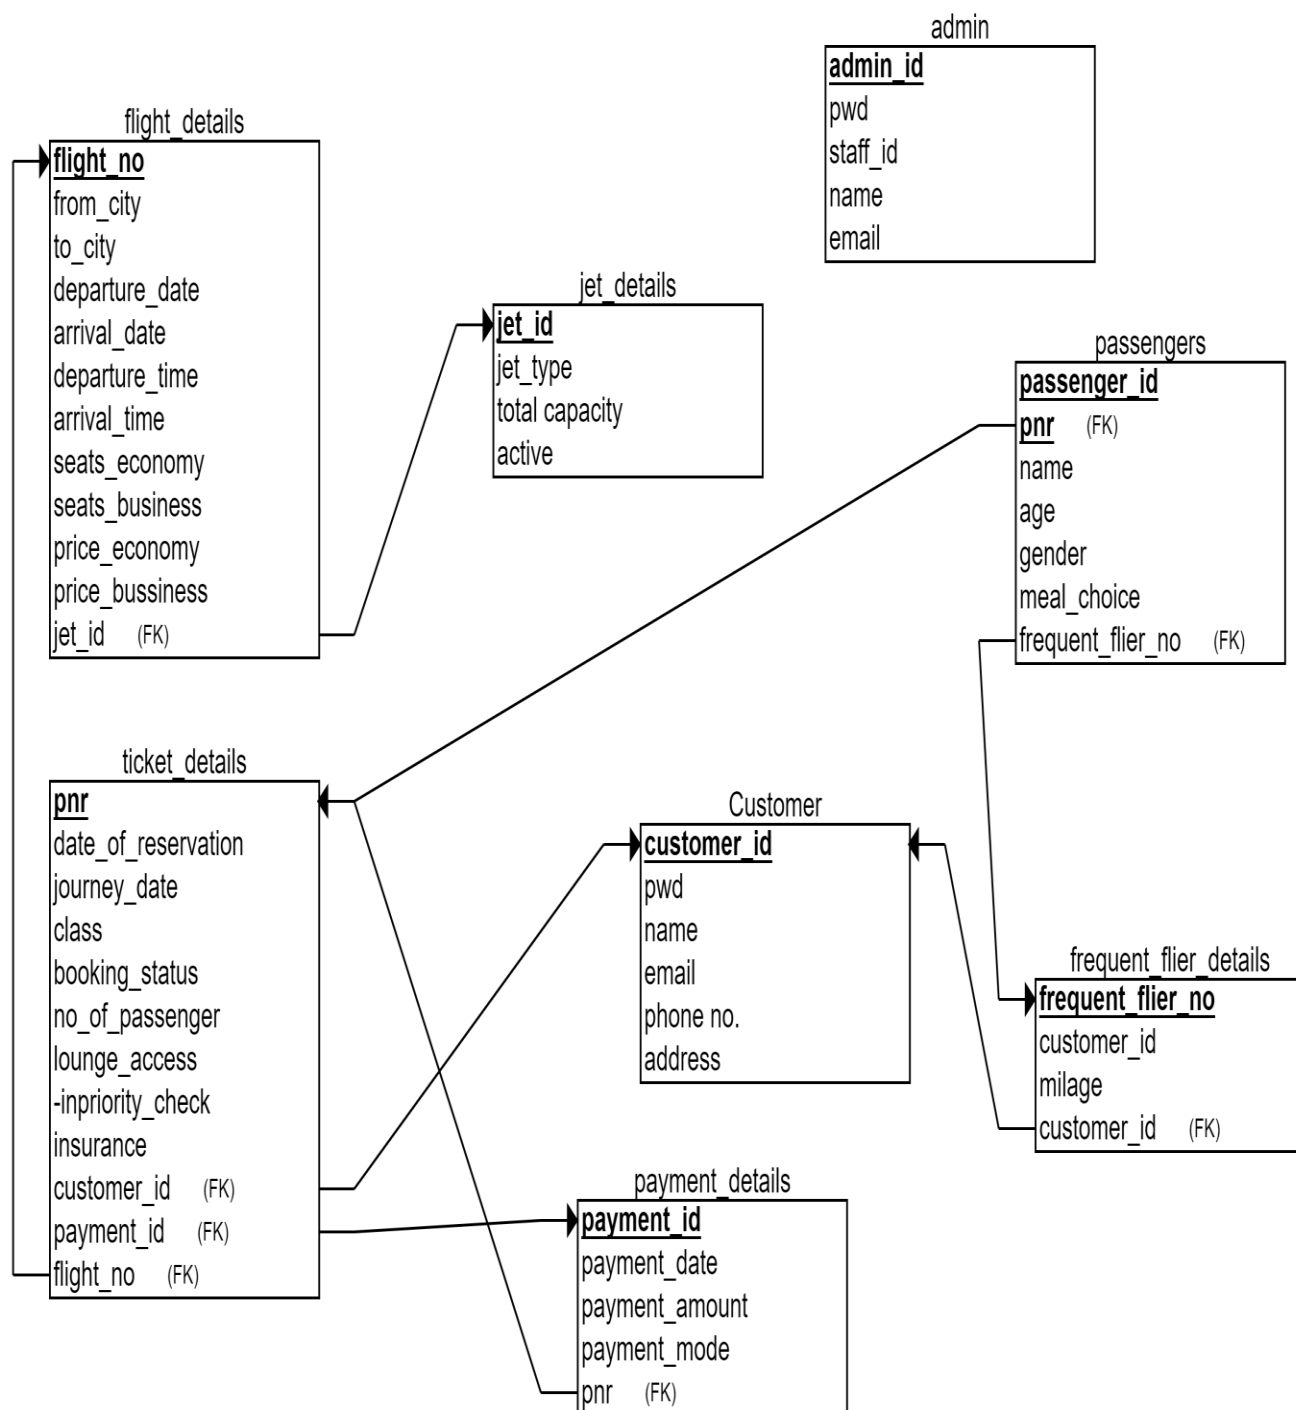 admin
admin_id
pwd
staff_id
name
email
flight_details
flight_no
from_city
to_city
departure_date
arrival_date
departure_time
arrival_time
seats_economy
seats_business
price_economy
price_bussiness
jet_id (FK)
jet_details
jet_id
jet_type
total capacity
active
passengers
passenger_id
pnr (FK)
name
age
gender
meal_choice
frequent_flier_no (FK)
ticket_details
pnr
date_of_reservation
journey_date
class
booking_status
no_of_passenger
lounge_access
-inpriority_check
insurance
customer_id (FK)
payment_id (FK)
flight_no (FK)
Customer
customer_id
pwd
name
email
phone no.
address
frequent_flier_details
frequent_flier_no
customer_id
milage
customer_id (FK)
payment_details
payment_id
payment_date
payment_amount
payment_mode
pnr (FK)